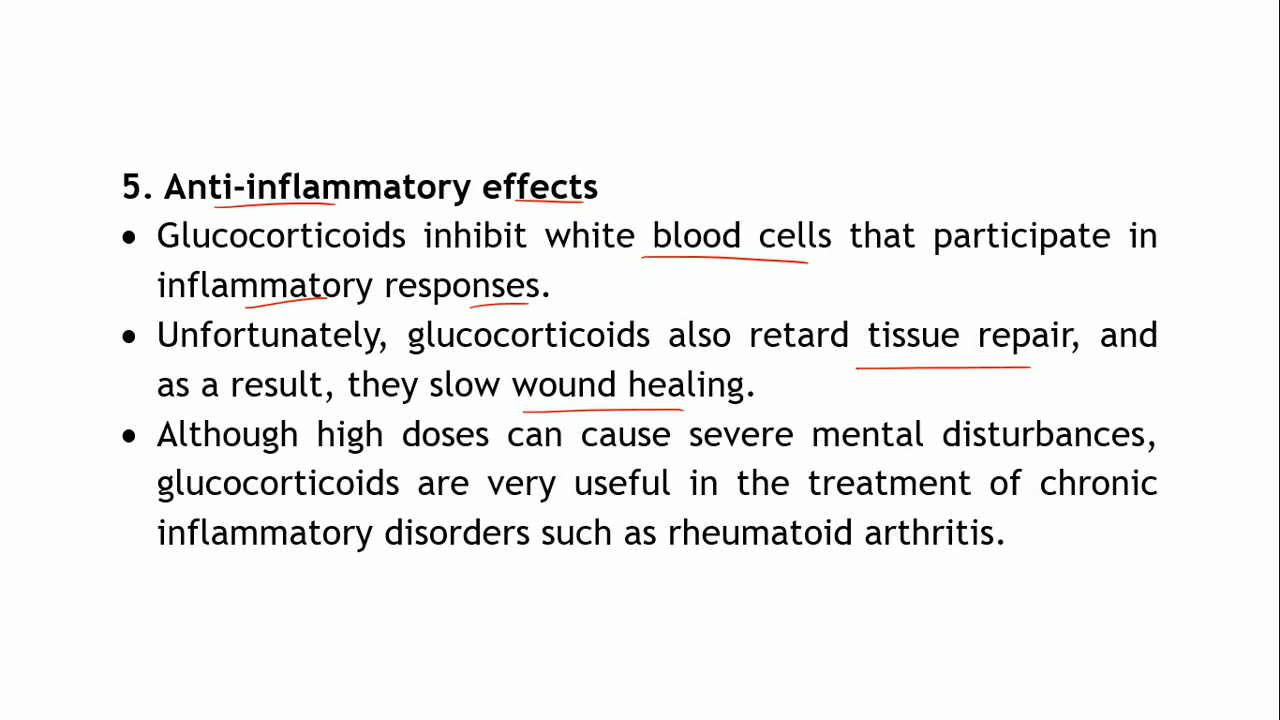 5. Anti-inflammatory effects
• Glucocorticoids inhibit white blood cells that participate in
inflammatory responses.
• Unfortunately, glucocorticoids also retard tissue repair, and
as a result, they slow wound healing.
• Although high doses can cause severe mental disturbances,
glucocorticoids are very useful in the treatment of chronic
inflammatory disorders such as rheumatoid arthritis.